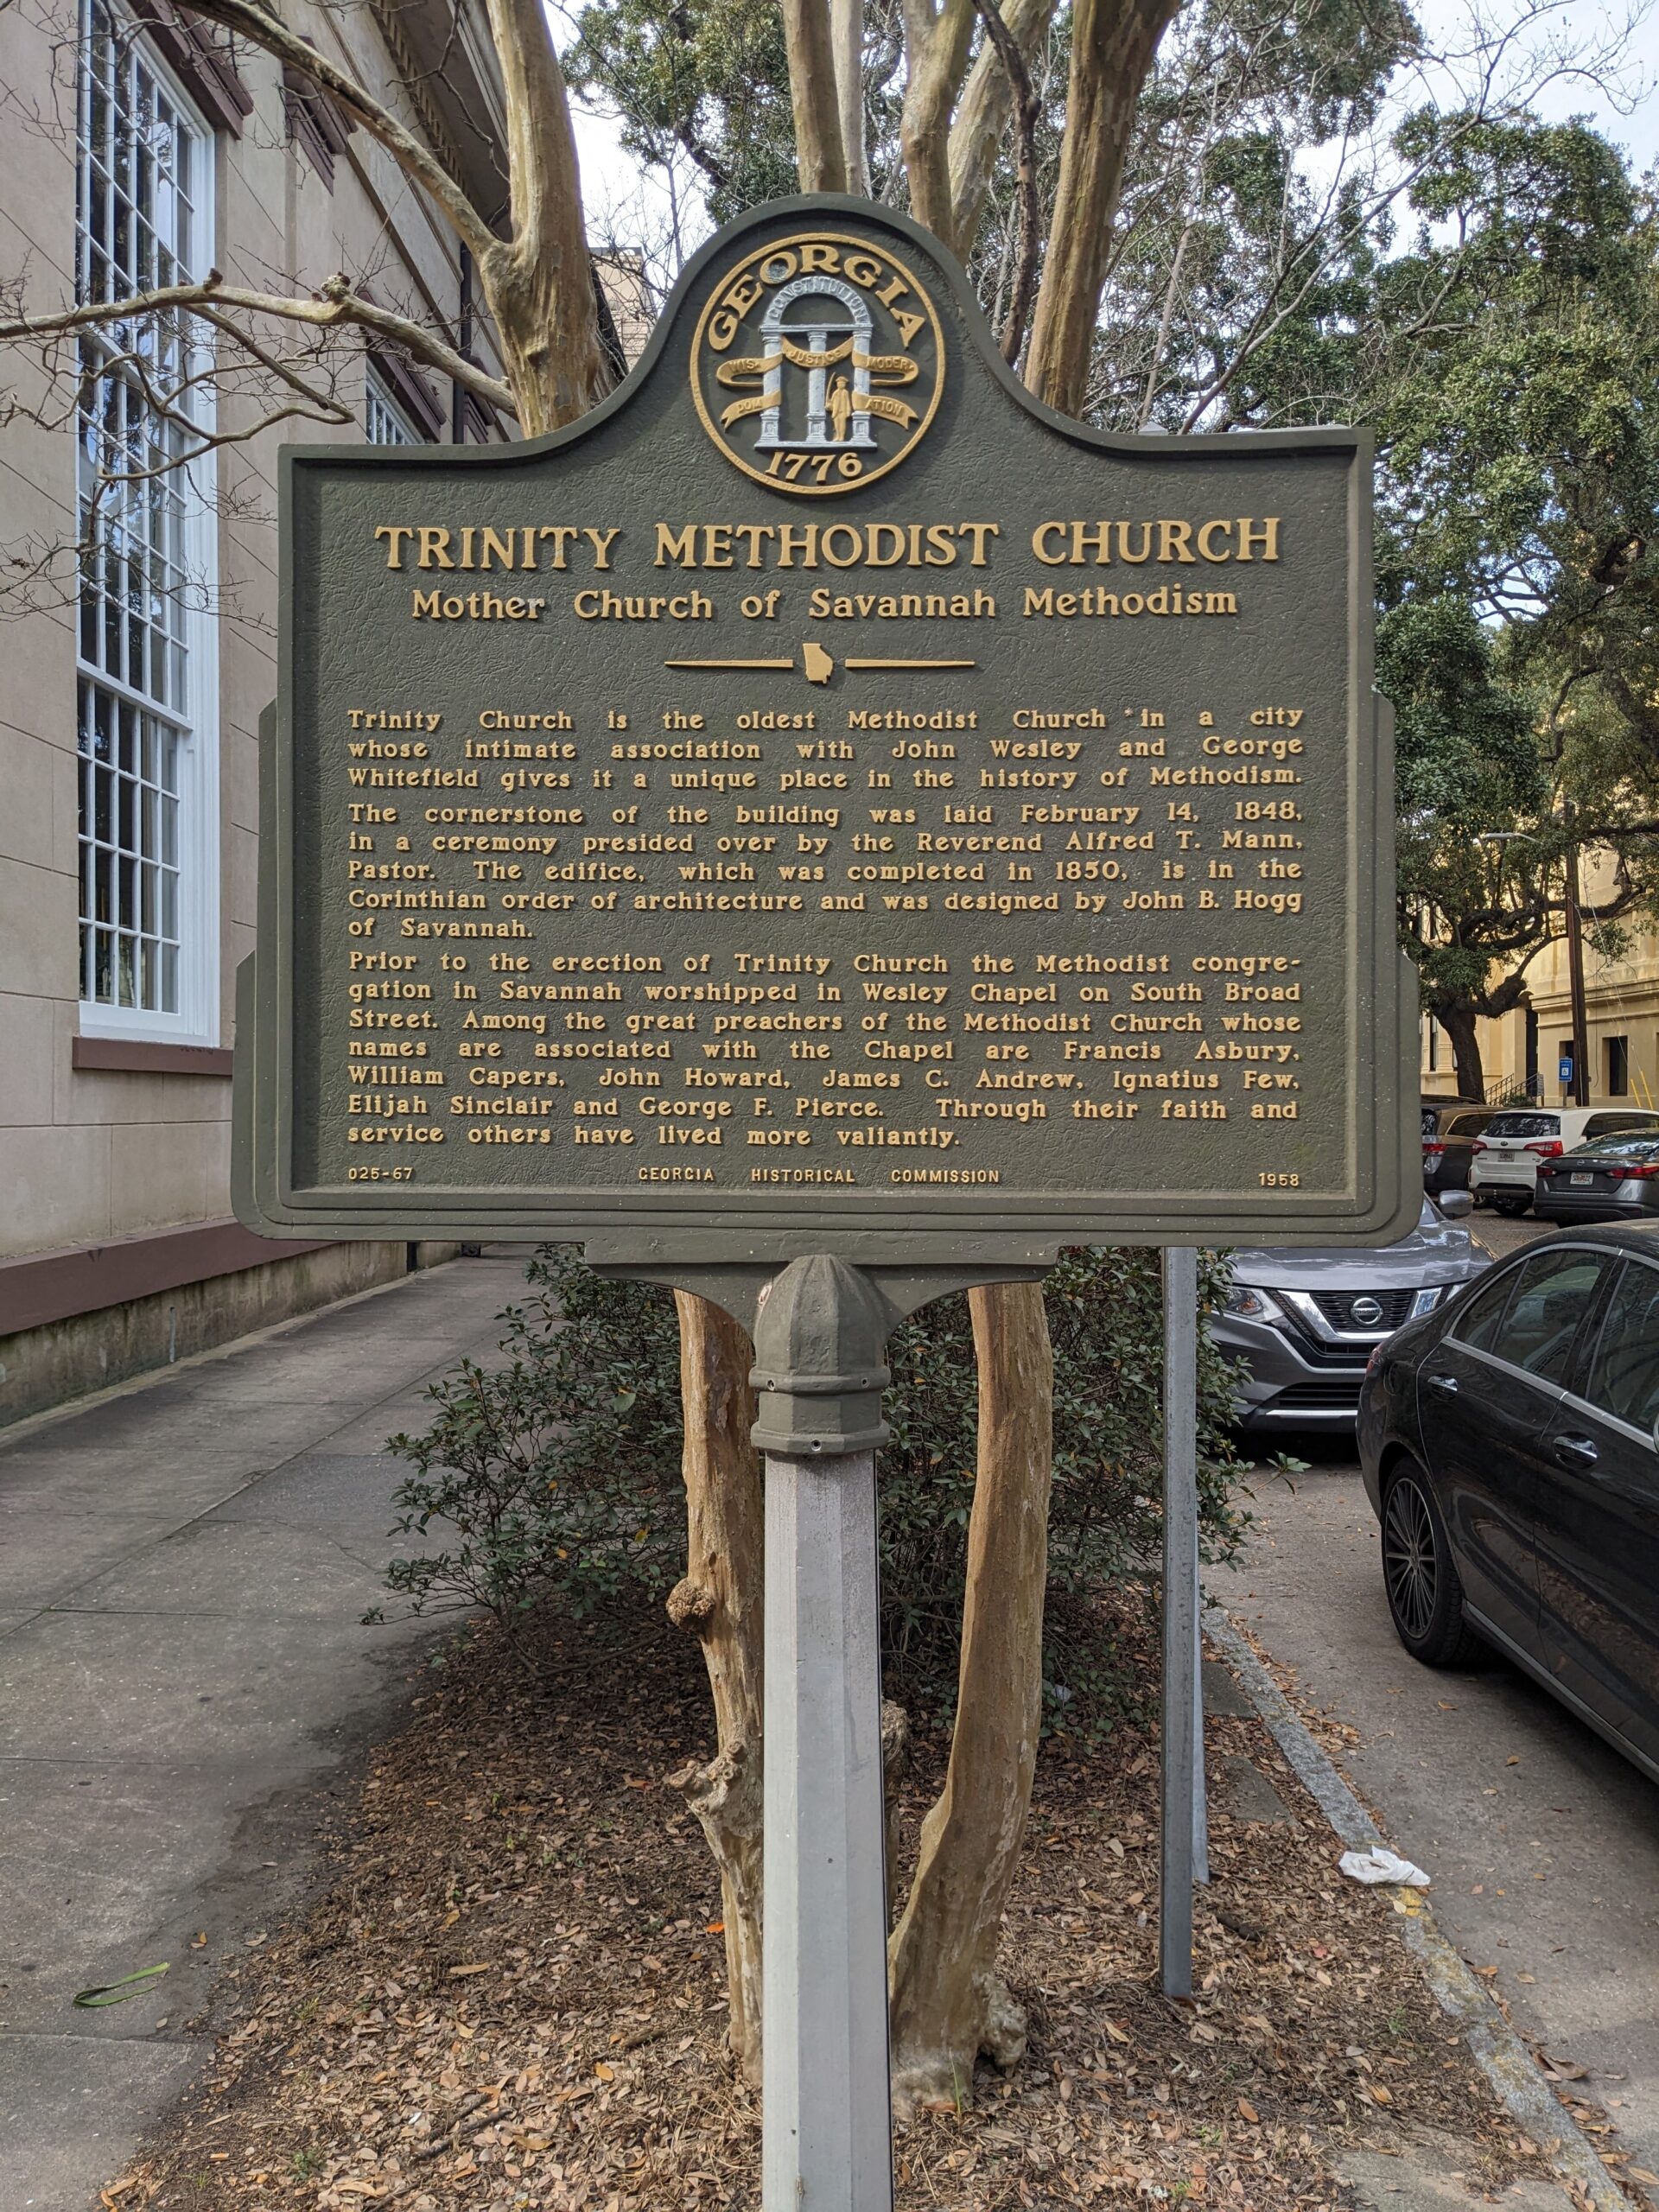 GEORGIA
CONSTITUTION
WIS- JUSTICE MODER-
DOM ATION
1776
TRINITY METHODIST CHURCH
Mother Church of Savannah Methodism
Trinity Church is the oldest Methodist Church in a city
whose intimate association with John Wesley and George
Whitefield gives it a unique place in the history of Methodism.
The cornerstone of the building was laid February 14, 1848,
in a ceremony presided over by the Reverend Alfred T. Mann,
Pastor. The edifice, which was completed in 1850, is in the
Corinthian order of architecture and was designed by John B. Hogg
of Savannah.
Prior to the erection of Trinity Church the Methodist congre-
gation in Savannah worshipped in Wesley Chapel on South Broad
Street. Among the great preachers of the Methodist Church whose
names are associated with the Chapel are Francis Asbury,
William Capers, John Howard, James C. Andrew, Ignatius Few,
Elijah Sinclair and George F. Pierce. Through their faith and
service others have lived more valiantly.
025-67 GEORGIA HISTORICAL COMMISSION 1958